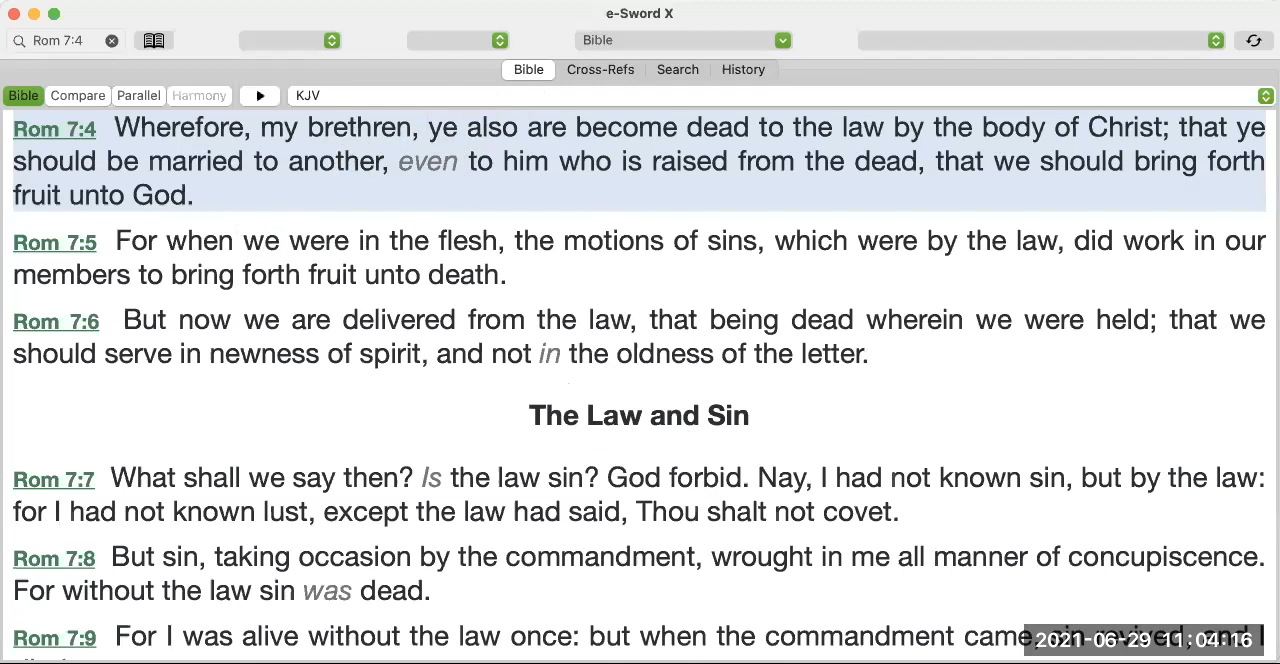 e-Sword X
Rom 7:4
Bible
Bible Cross-Refs Search History
Bible Compare Parallel Harmony KJV
Rom 7:4 Wherefore, my brethren, ye also are become dead to the law by the body of Christ; that ye
should be married to another, even to him who is raised from the dead, that we should bring forth
fruit unto God.
Rom 7:5 For when we were in the flesh, the motions of sins, which were by the law, did work in our
members to bring forth fruit unto death.
Rom 7:6 But now we are delivered from the law, that being dead wherein we were held; that we
should serve in newness of spirit, and not in the oldness of the letter.
The Law and Sin
Rom 7:7 What shall we say then? Is the law sin? God forbid. Nay, I had not known sin, but by the law:
for I had not known lust, except the law had said, Thou shalt not covet.
Rom 7:8 But sin, taking occasion by the commandment, wrought in me all manner of concupiscence.
For without the law sin was dead.
Rom 7:9 For I was alive without the law once: but when the commandment came, sin revived, and I
2021-06-29 11:04:16